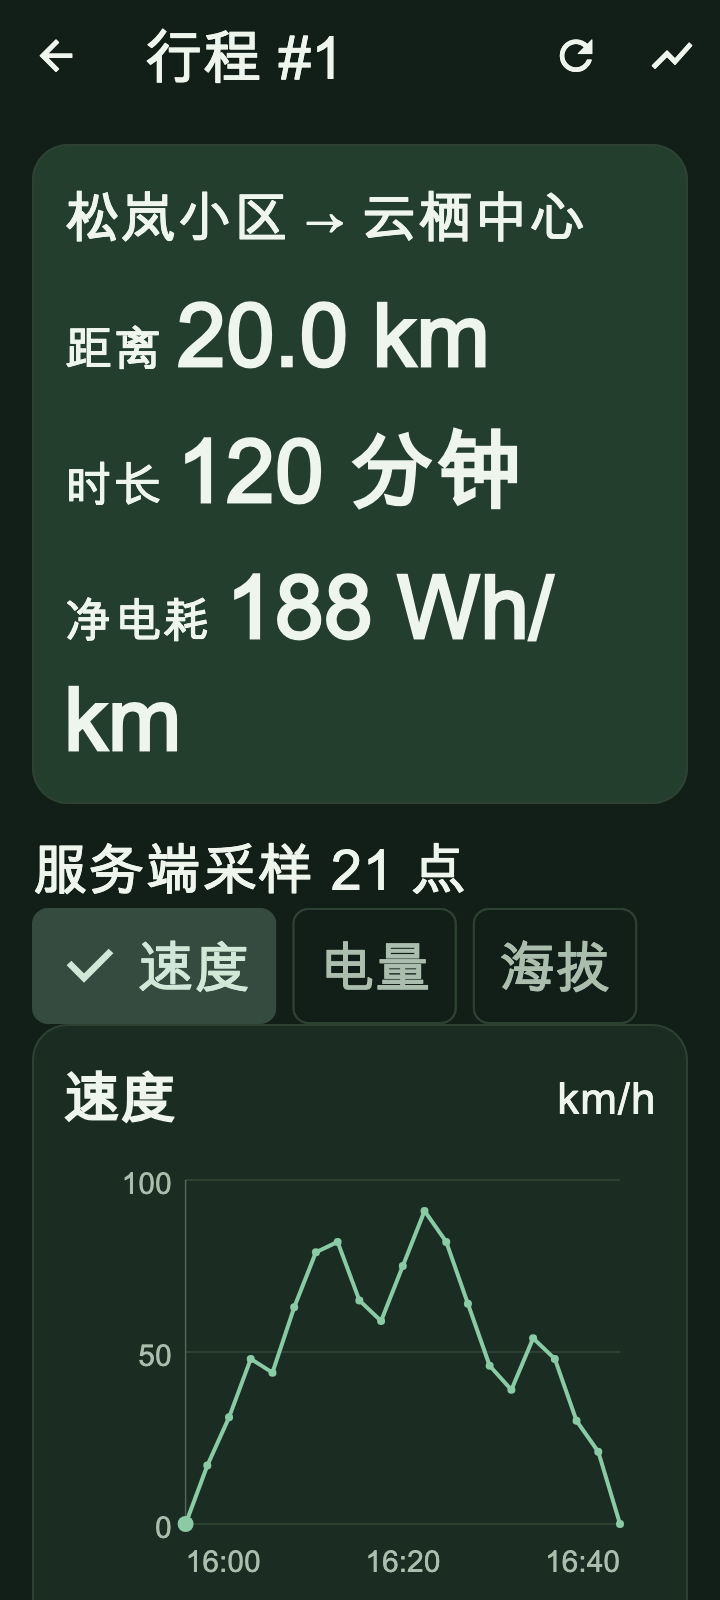 行程 #1
松岚小区 → 云栖中心
距离 20.0 km
时长 120 分钟
净电耗 188 Wh/
km
服务端采样 21 点
速度 电量 海拔
速度 km/h
100
50
0
16:00 16:20 16:40